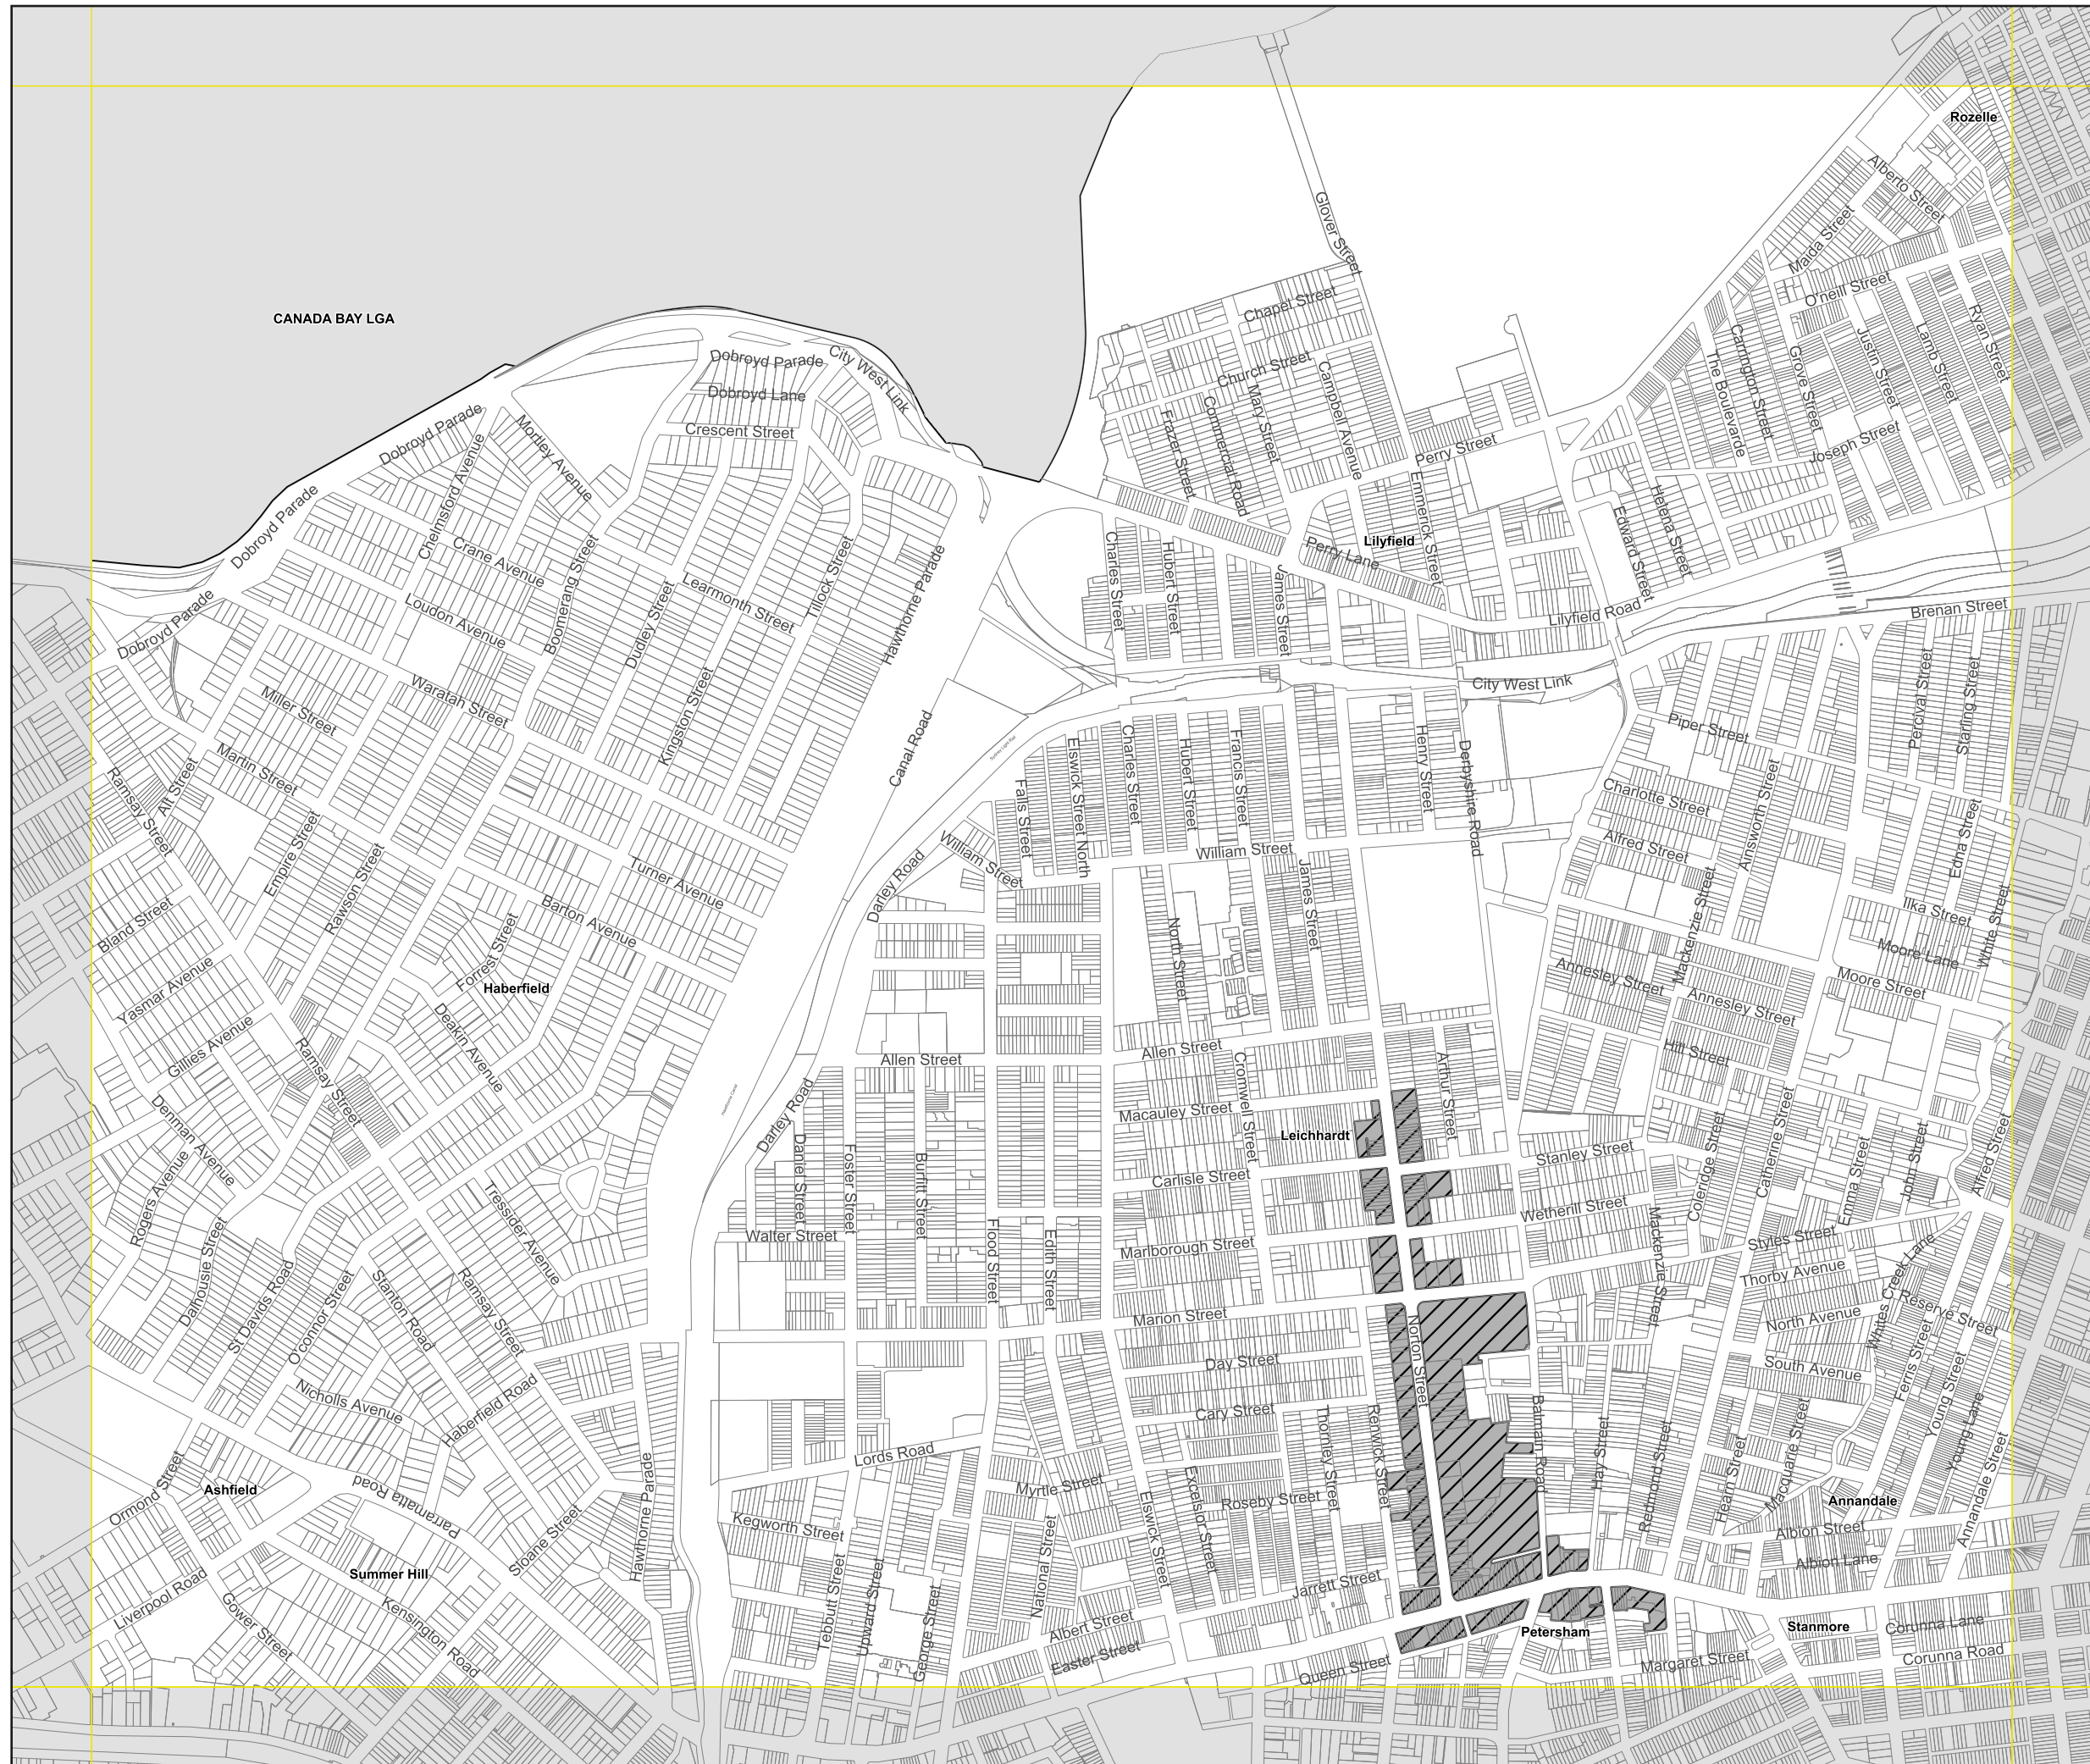 Rozelle
Alberto Street
Glover Street
Maida Street
O'neill Street
Chapel Street
CANADA BAY LGA
Ryan Street
Lamb Street
Justin Street
Carrington Street
Grove Street
The Boulevarde
Dobroyd Parade
City West Link
Dobroyd Lane
Church Street
Campbell Avenue
Mary Street
Commercial Road
Frazer Street
Crescent Street
Dobroyd Parade
Mortley Avenue
Perry Street
Joseph Street
Chelmsford Avenue
Emmerick Street
Helena Street
Edward Street
Dobroyd Parade
Crane Avenue
Boomerang Street
Learmonth Street
Tillock Street
Dudley Street
Hawthorne Parade
Charles Street
Hubert Street
James Street
Perry Lane
Lilyfield
Lilyfield Road
Brenan Street
Dobroyd Parade
Loudon Avenue
Waratah Street
Miller Street
Kingston Street
City West Link
Percival Street
Starling Street
Piper Street
Canal Road
Sydney Light Rail
Martin Street
Alt Street
Ramsay Street
Elswick Street North
Charles Street
Hubert Street
Francis Street
Henry Street
Derbyshire Road
Falls Street
Charlotte Street
Ainsworth Street
Alfred Street
Edna Street
Empire Street
Rawson Street
Turner Avenue
Barton Avenue
Darley Road
William Street
William Street
James Street
Mackenzie Street
Ilka Street
White Street
Moore Lane
Moore Street
Bland Street
Forrest Street
Haberfield
Yasmar Avenue
North Street
Annesley Street
Annesley Street
Gillies Avenue
Ramsay Street
Deakin Avenue
Allen Street
Allen Street
Cromwell Street
Arthur Street
Hill Street
Hawthorne Canal
Darley Road
Macauley Street
Leichhardt
Denman Avenue
Rogers Avenue
Daniel Street
Foster Street
Burfitt Street
Carlisle Street
Stanley Street
Coleridge Street
Catherine Street
Emma Street
John Street
Alfred Street
Tressider Avenue
Dalhousie Street
Walter Street
Flood Street
Edith Street
Marlborough Street
Wetherill Street
Mackenzie Street
Styles Street
Thorby Avenue
Whites Creek Lane
Reserve Street
St Davids Road
O'connor Street
Stanton Road
Ramsay Street
Marion Street
Norton Street
North Avenue
Day Street
South Avenue
Ferris Street
Young Street
Young Lane
Nicholls Avenue
Haberfield Road
Cary Street
Thornley Street
Renwick Street
Balmain Road
Hay Street
Redmond Street
Hearn Street
Macquarie Street
Annandale Street
Lords Road
Myrtle Street
Elswick Street
Excelsior Street
Roseby Street
Ormond Street
Ashfield
Parramatta Road
Hawthorne Parade
Kegworth Street
Annandale
Albion Street
Albion Lane
Sloane Street
Summer Hill
Liverpool Road
Gower Street
Kensington Road
Tebbutt Street
Upward Street
George Street
National Street
Jarrett Street
Albert Street
Easter Street
Queen Street
Petersham
Margaret Street
Stanmore
Corunna Lane
Corunna Road